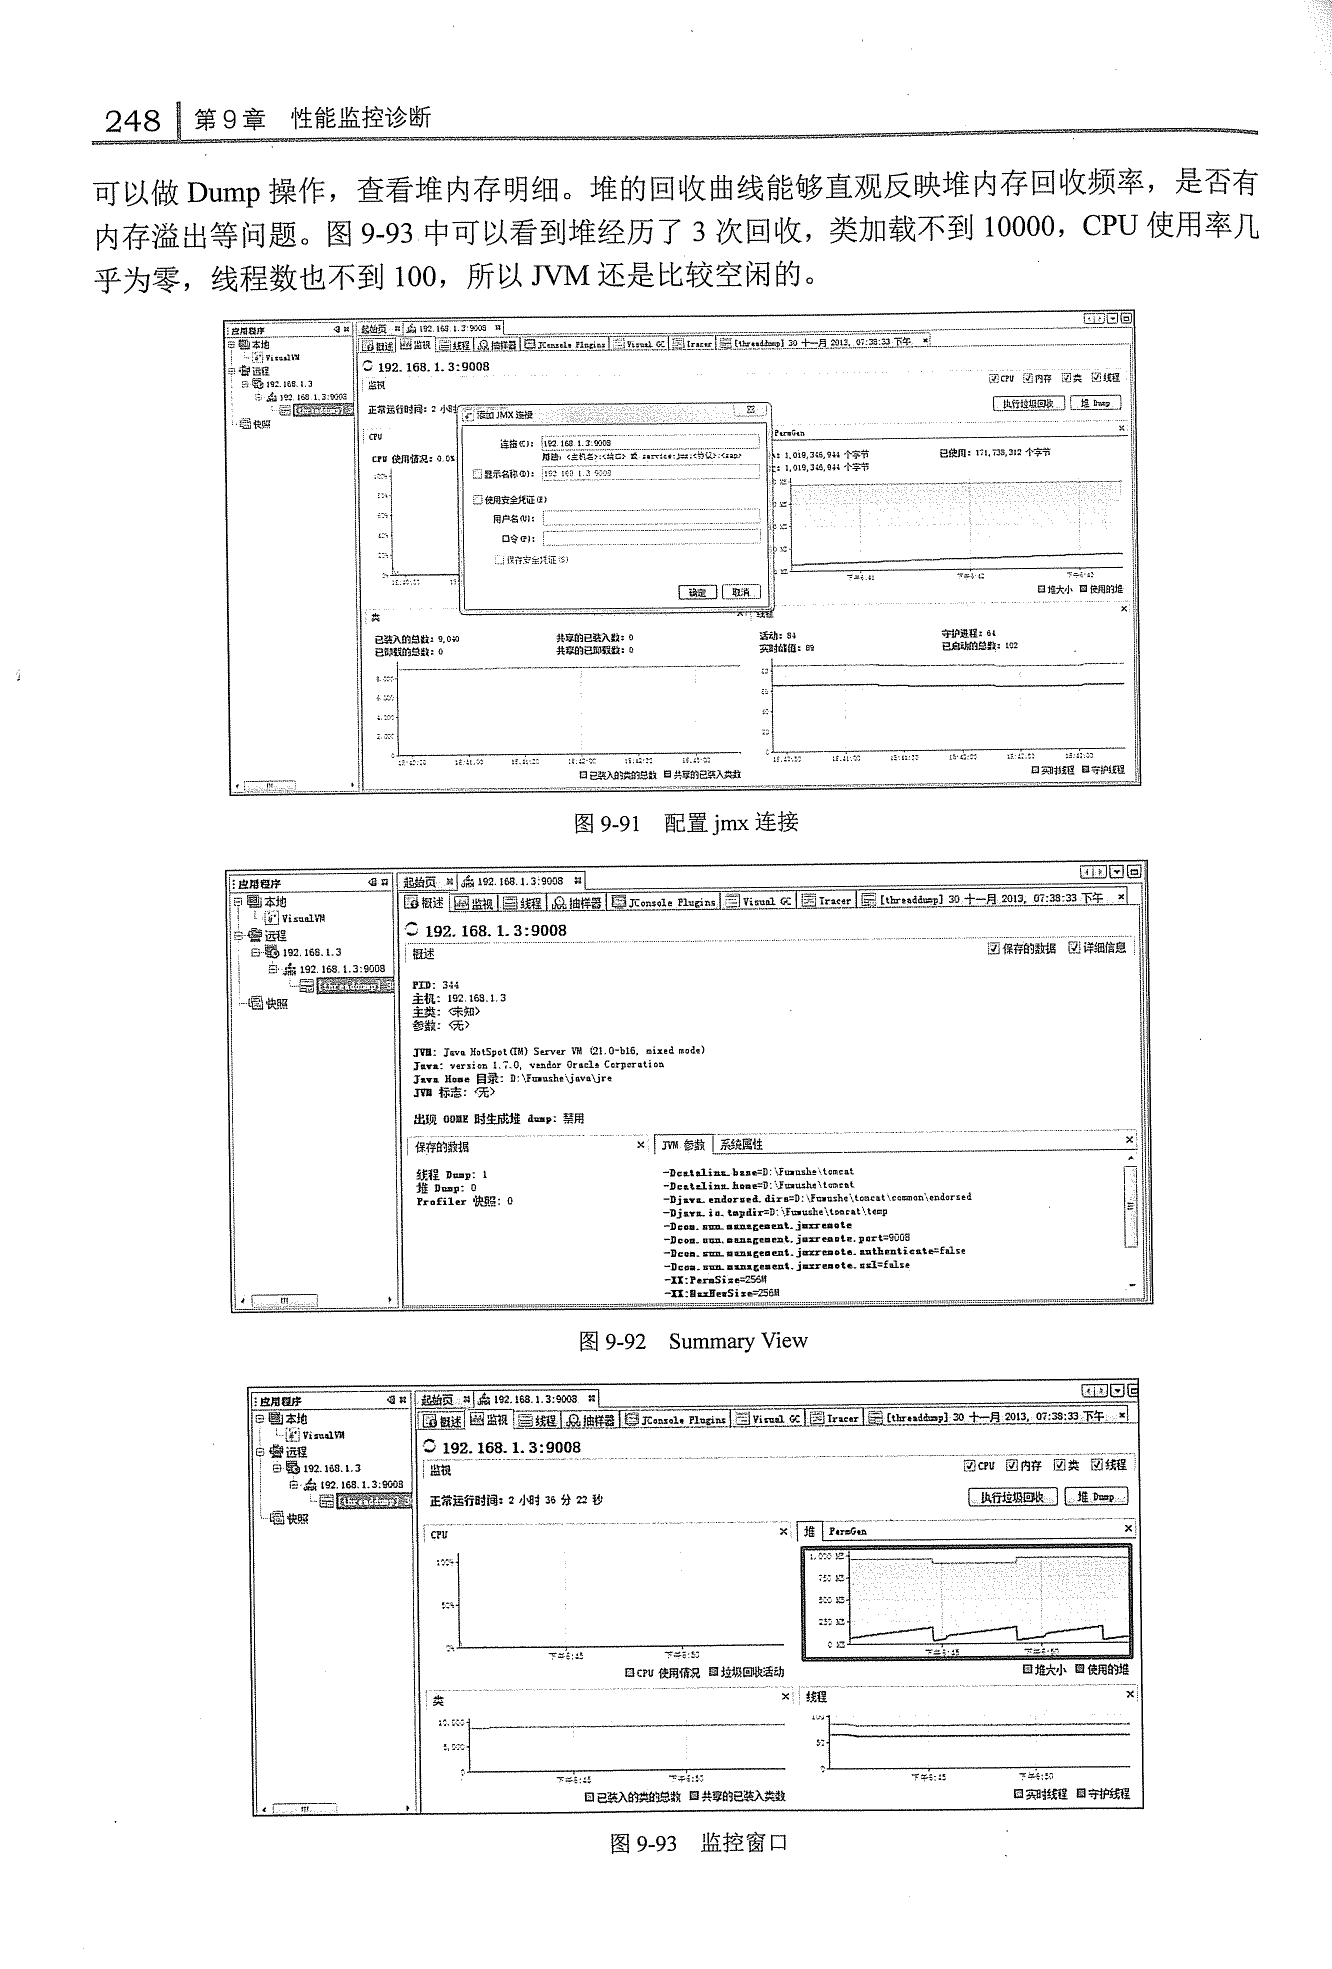 248 第9章 性能监控诊断
可以做 Dump 操作，查看堆内存明细。堆的回收曲线能够直观反映堆内存回收频率，是否有
内存溢出等问题。图 9-93 中可以看到堆经历了 3 次回收，类加载不到 10000，CPU 使用率几
乎为零，线程数也不到 100，所以 JVM 还是比较空闲的。
应用程序
本地
VisualVM
远程
192.168.1.3
192.168.1.3:9008
快照
起始页 192.168.1.3:9008
概述 监视 线程 抽样器 JConsole Plugins Visual GC Tracer [threaddump] 30 十一月 2013, 07:38:33 下午
192.168.1.3:9008
监视
CPU 内存 类 线程
正常运行时间: 2 小时
执行垃圾回收 堆 Dump
添加 JMX 连接
连接(C): 192.168.1.3:9008
用法: <主机名>:<端口> 或 service:jmx:<协议>:<sap>
显示名称(D): 192.168.1.3:9008
使用安全凭证(E)
用户名(U):
口令(P):
保存安全凭证(S)
确定 取消
CPU
CPU 使用情况: 0.0%
PermGen
1,019,346,944 个字节 已使用: 171,738,312 个字节
1,019,346,944 个字节
堆大小 使用的堆
类
已装入的总数: 9,040 共享的已装入数: 0
已卸载的总数: 0 共享的已卸载数: 0
已装入的类的总数 共享的已装入类数
线程
活动: 84 守护进程: 64
实时峰值: 89 已启动的总数: 102
实时线程 守护线程
图 9-91 配置 jmx 连接
应用程序
本地
VisualVM
远程
192.168.1.3
192.168.1.3:9008
[threaddump] 3
快照
起始页 192.168.1.3:9008
概述 监视 线程 抽样器 JConsole Plugins Visual GC Tracer [threaddump] 30 十一月 2013, 07:38:33 下午
192.168.1.3:9008
概述
保存的数据 详细信息
PID: 344
主机: 192.168.1.3
主类: <未知>
参数: <无>
JVM: Java HotSpot(TM) Server VM (21.0-b16, mixed mode)
Java: version 1.7.0, vendor Oracle Corporation
Java Home 目录: D:\Fuwushe\java\jre
JVM 标志: <无>
出现 OOME 时生成堆 dump: 禁用
保存的数据
线程 Dump: 1
堆 Dump: 0
Profiler 快照: 0
JVM 参数 系统属性
-Dcatalina.base=D:\Fuwushe\tomcat
-Dcatalina.home=D:\Fuwushe\tomcat
-Djava.endorsed.dirs=D:\Fuwushe\tomcat\common\endorsed
-Djava.io.tmpdir=D:\Fuwushe\tomcat\temp
-Dcom.sun.management.jmxremote
-Dcom.sun.management.jmxremote.port=9008
-Dcom.sun.management.jmxremote.authenticate=false
-Dcom.sun.management.jmxremote.ssl=false
-XX:PermSize=256M
-XX:MaxNewSize=256M
图 9-92 Summary View
应用程序
本地
VisualVM
远程
192.168.1.3
192.168.1.3:9008
[threaddump] 3
快照
起始页 192.168.1.3:9008
概述 监视 线程 抽样器 JConsole Plugins Visual GC Tracer [threaddump] 30 十一月 2013, 07:38:33 下午
192.168.1.3:9008
监视
CPU 内存 类 线程
正常运行时间: 2 小时 36 分 22 秒
执行垃圾回收 堆 Dump
CPU
100%
50%
0%
下午6:45 下午6:50
CPU 使用情况 垃圾回收活动
堆 PermGen
1,000 MB
750 MB
500 MB
250 MB
0 MB
下午6:45 下午6:50
堆大小 使用的堆
类
10,000
5,000
0
下午6:45 下午6:50
已装入的类的总数 共享的已装入类数
线程
100
50
0
下午6:45 下午6:50
实时线程 守护线程
图 9-93 监控窗口